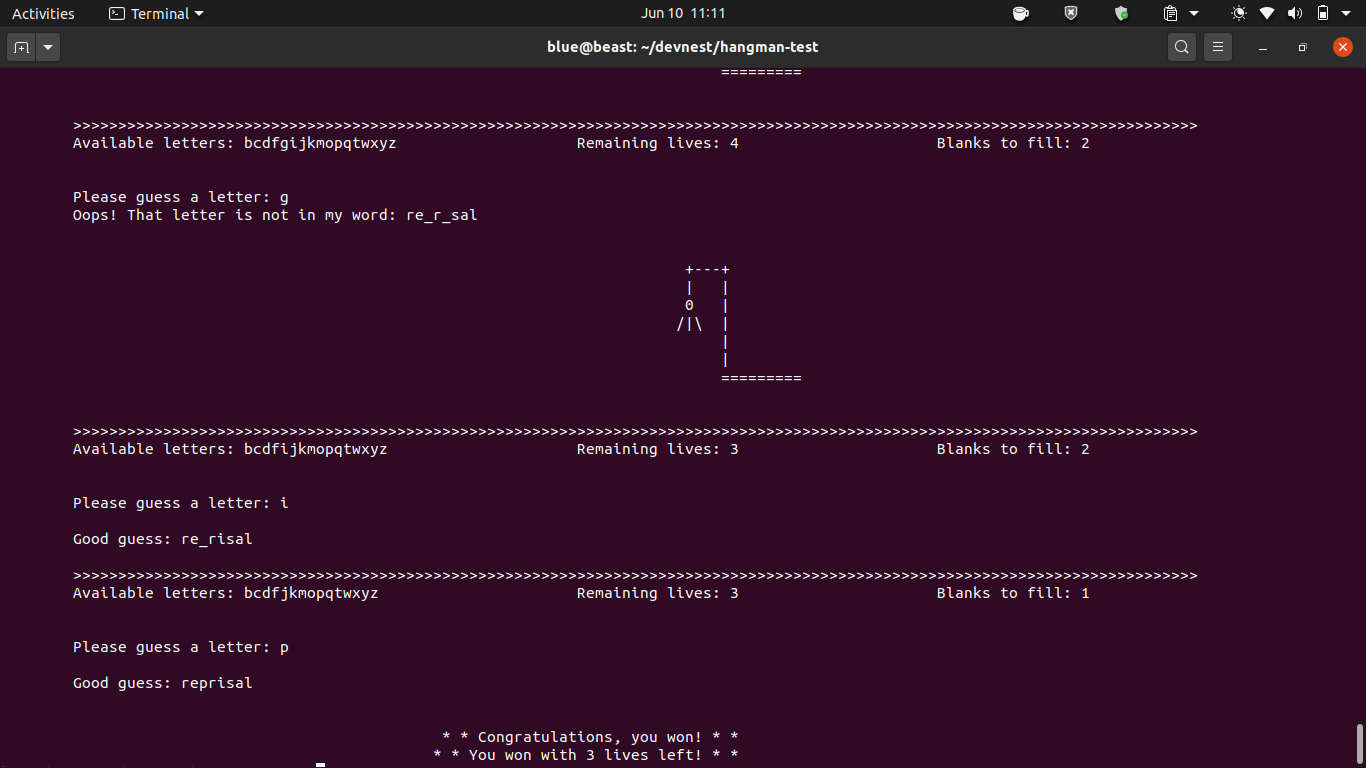 Activities Terminal Jun 10 11:11
blue@beast: ~/devnest/hangman-test
=========
>>>>>>>>>>>>>>>>>>>>>>>>>>>>>>>>>>>>>>>>>>>>>>>>>>>>>>>>>>>>>>>>>>>>>>>>>>>>>>>>>>>>>>>>>>>>>>>>>>>>>>>>>>>>>>>>>>>>>>>>>>>>>
Available letters: bcdfgijkmopqtwxyz Remaining lives: 4 Blanks to fill: 2
Please guess a letter: g
Oops! That letter is not in my word: re_r_sal
+---+
|   |
0   |
/|\  |
|
|
=========
>>>>>>>>>>>>>>>>>>>>>>>>>>>>>>>>>>>>>>>>>>>>>>>>>>>>>>>>>>>>>>>>>>>>>>>>>>>>>>>>>>>>>>>>>>>>>>>>>>>>>>>>>>>>>>>>>>>>>>>>>>>>>
Available letters: bcdfijkmopqtwxyz Remaining lives: 3 Blanks to fill: 2
Please guess a letter: i
Good guess: re_risal
>>>>>>>>>>>>>>>>>>>>>>>>>>>>>>>>>>>>>>>>>>>>>>>>>>>>>>>>>>>>>>>>>>>>>>>>>>>>>>>>>>>>>>>>>>>>>>>>>>>>>>>>>>>>>>>>>>>>>>>>>>>>>
Available letters: bcdfjkmopqtwxyz Remaining lives: 3 Blanks to fill: 1
Please guess a letter: p
Good guess: reprisal
* * Congratulations, you won! * *
* * You won with 3 lives left! * *